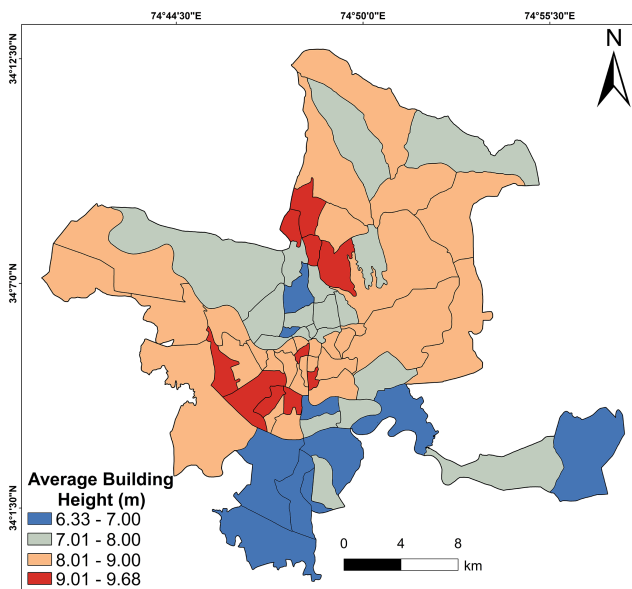 74°44'30"E
74°50'0"E
74°55'30"E
34°12'30"N
34°7'0"N
34°1'30"N
N
Average Building
Height (m)
6.33 - 7.00
7.01 - 8.00
8.01 - 9.00
9.01 - 9.68
0
4
8
km